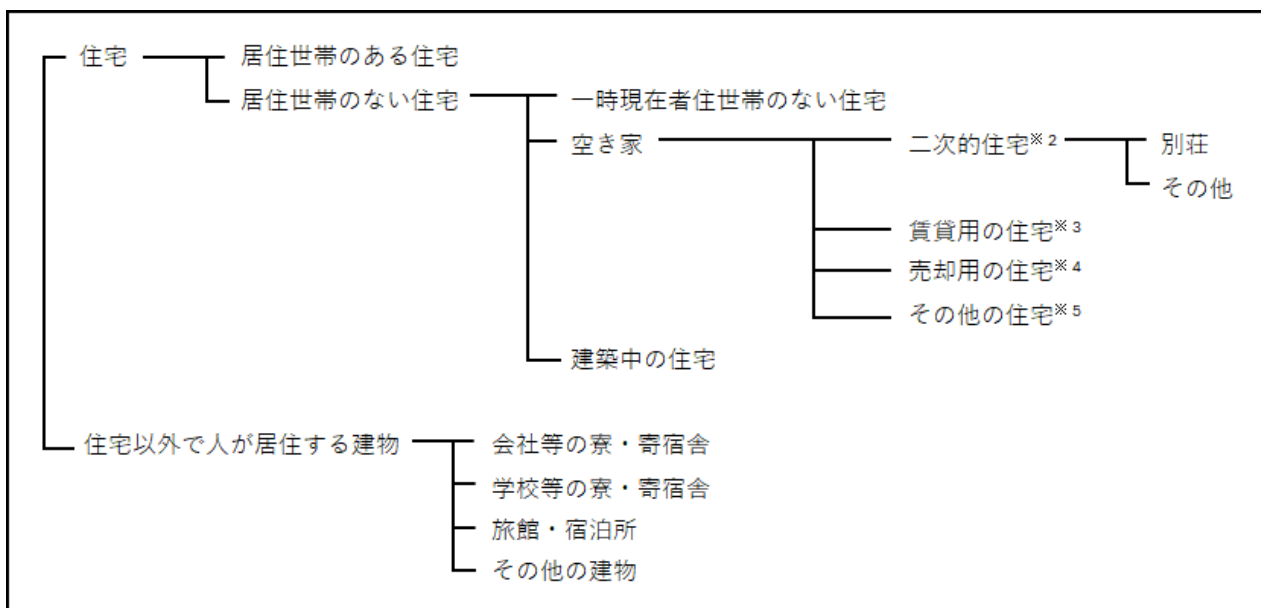 住宅
居住世帯のある住宅
居住世帯のない住宅
一時現在者住世帯のない住宅
空き家
二次的住宅※2
別荘
その他
賃貸用の住宅※3
売却用の住宅※4
その他の住宅※5
建築中の住宅
住宅以外で人が居住する建物
会社等の寮・寄宿舎
学校等の寮・寄宿舎
旅館・宿泊所
その他の建物